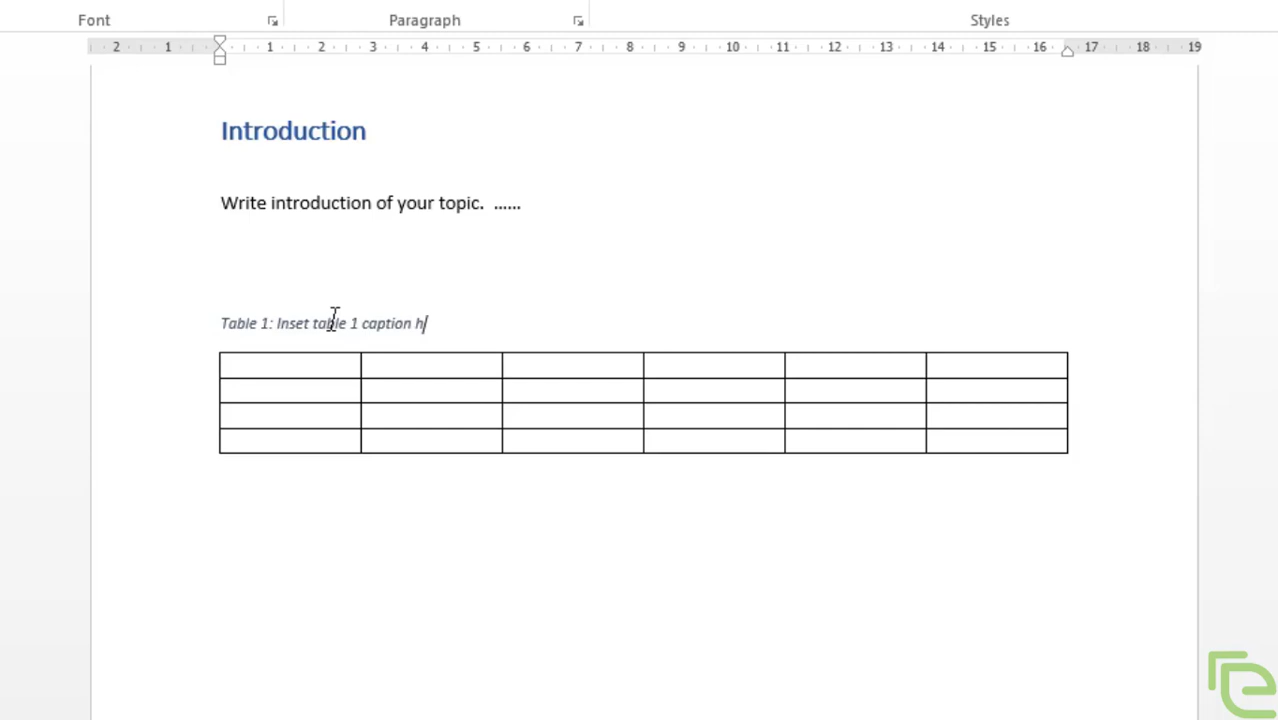 Font Paragraph Styles
2 1 1 2 3 4 5 6 7 8 9 10 11 12 13 14 15 16 17 18 19
Introduction
Write introduction of your topic. ......
Table 1: Inset table 1 caption h